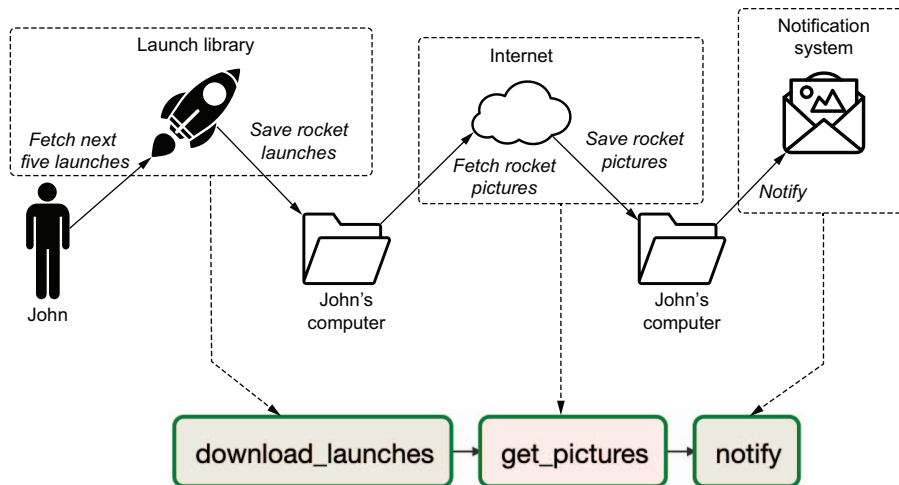 Launch library
Internet
Notification
system
Fetch next
five launches
Save rocket
launches
Fetch rocket
pictures
Save rocket
pictures
Notify
John
John’s
computer
John’s
computer
download_launches
get_pictures
notify